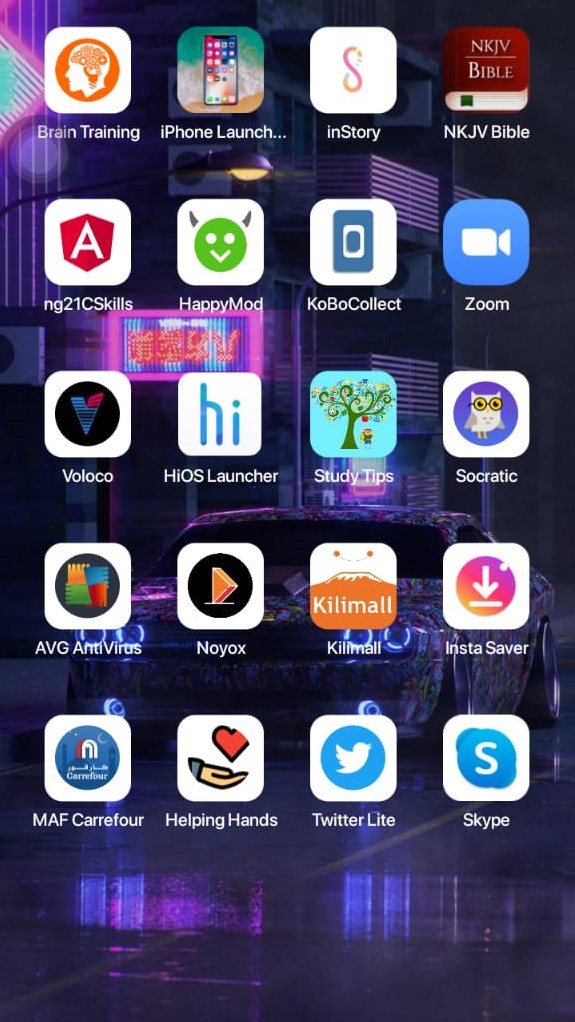 NKJV
BIBLE
Brain Training
iPhone Launch...
inStory
NKJV Bible
A
ng21CSkills
HappyMod
KoBoCollect
Zoom
hi
Voloco
HiOS Launcher
Study Tips
Socratic
Kilimall
AVG AntiVirus
Noyox
Kilimall
Insta Saver
كارفور
Carrefour
S
MAF Carrefour
Helping Hands
Twitter Lite
Skype